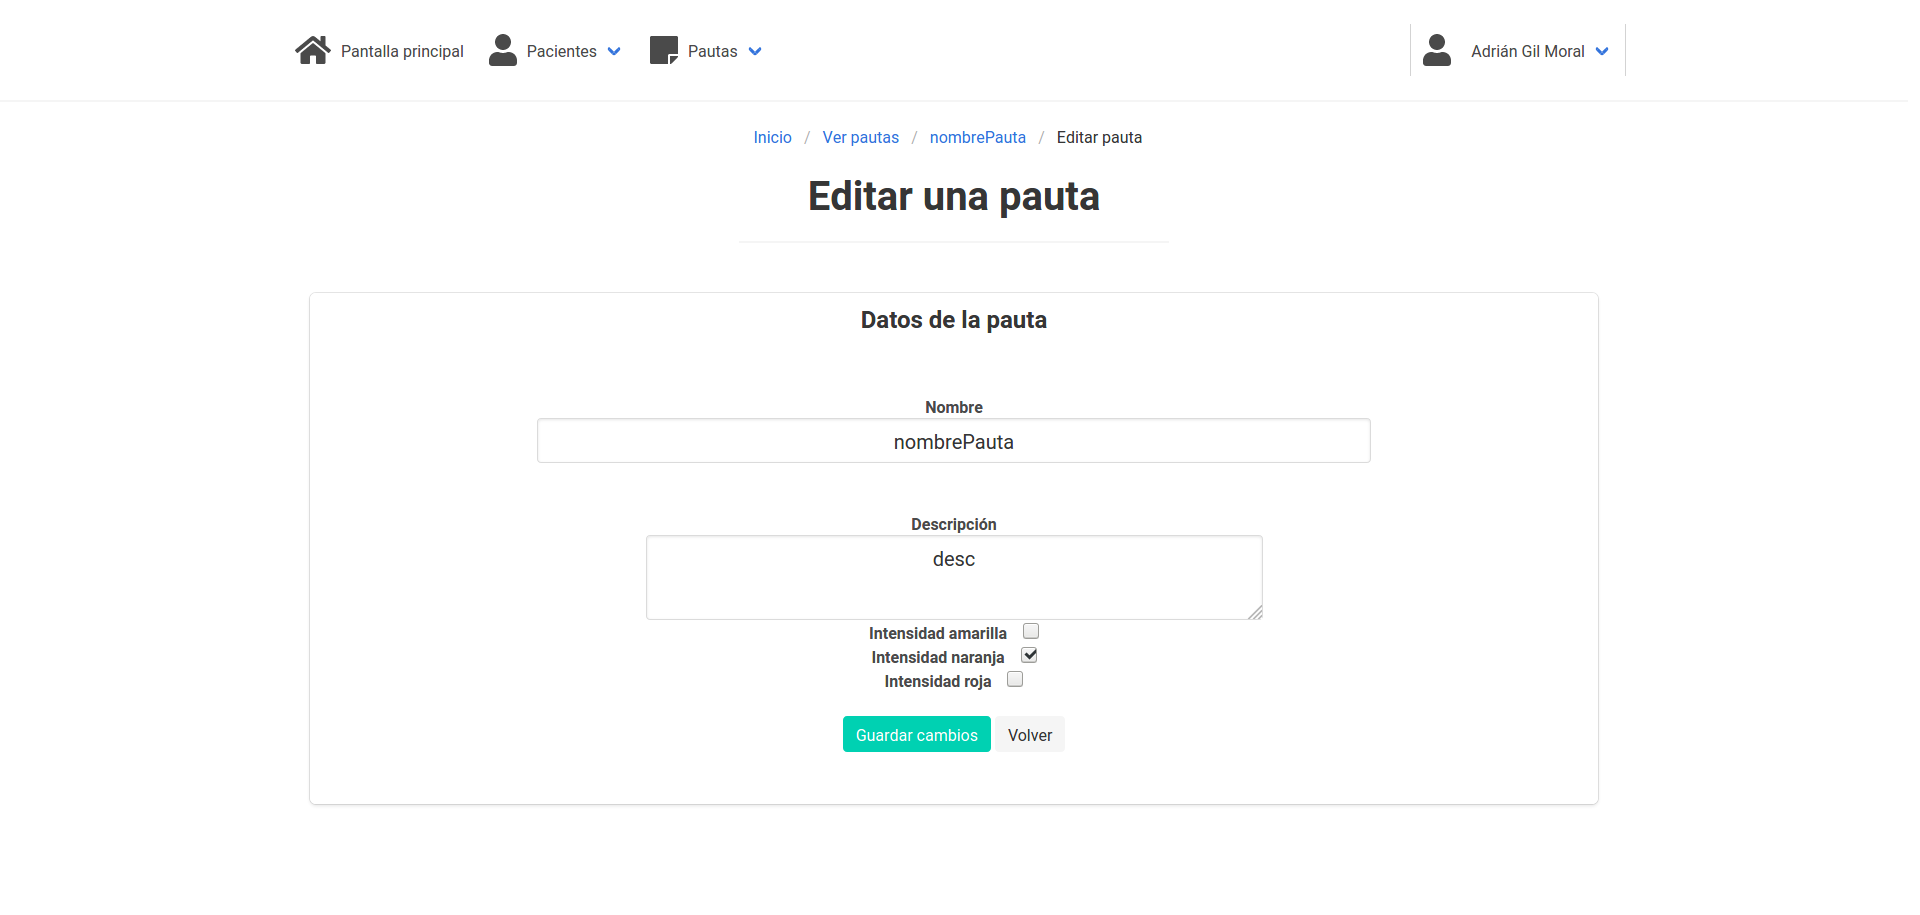 Pantalla principal Pacientes Pautas Adrián Gil Moral
Inicio / Ver pautas / nombrePauta / Editar pauta
Editar una pauta
Datos de la pauta
Nombre
nombrePauta
Descripción
desc
Intensidad amarilla
Intensidad naranja
Intensidad roja
Guardar cambios Volver